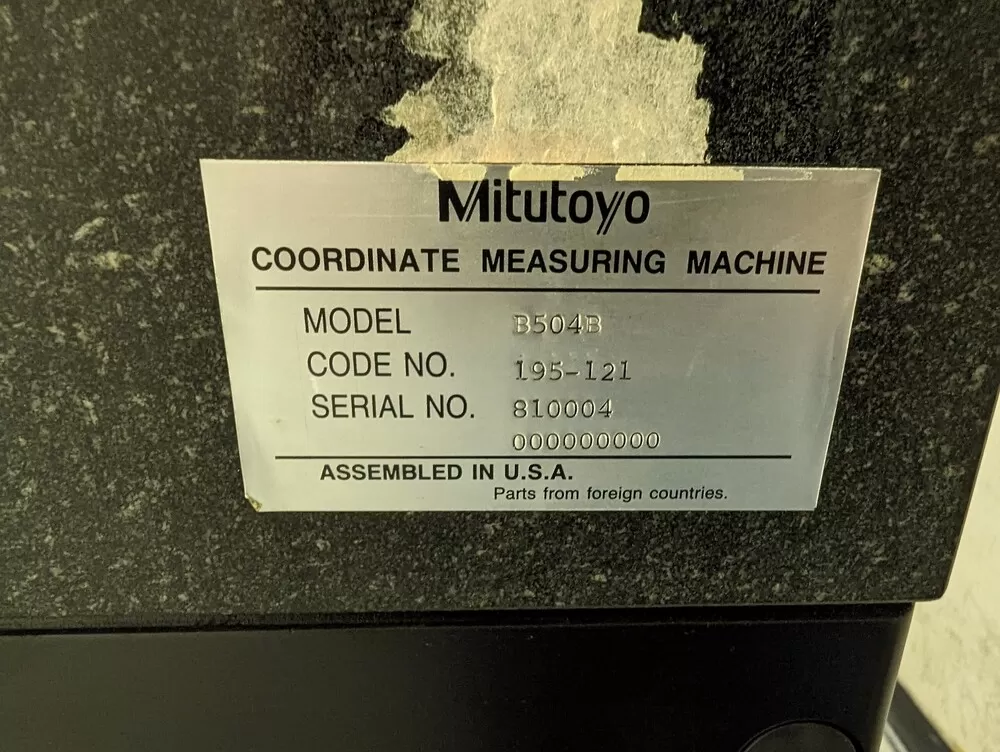 Mitutoyo
COORDINATE MEASURING MACHINE
MODEL B504B
CODE NO. 195-121
SERIAL NO. 810004
000000000
ASSEMBLED IN U.S.A.
Parts from foreign countries.